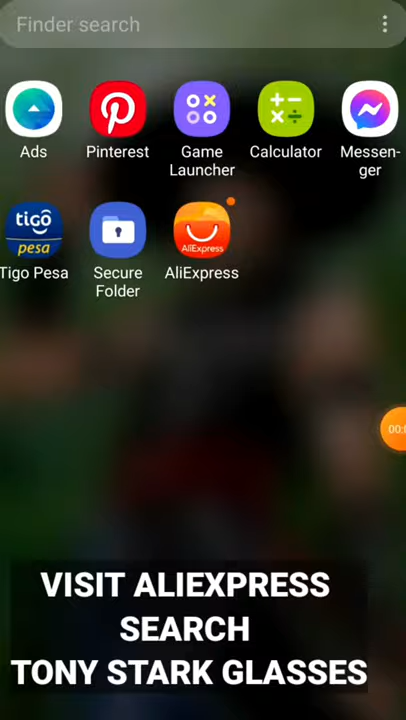 Finder search
Ads
Pinterest
Game
Launcher
Calculator
Messen-
ger
tigo
pesa
Tigo Pesa
Secure
Folder
AliExpress
AliExpress
VISIT ALIEXPRESS
SEARCH
TONY STARK GLASSES